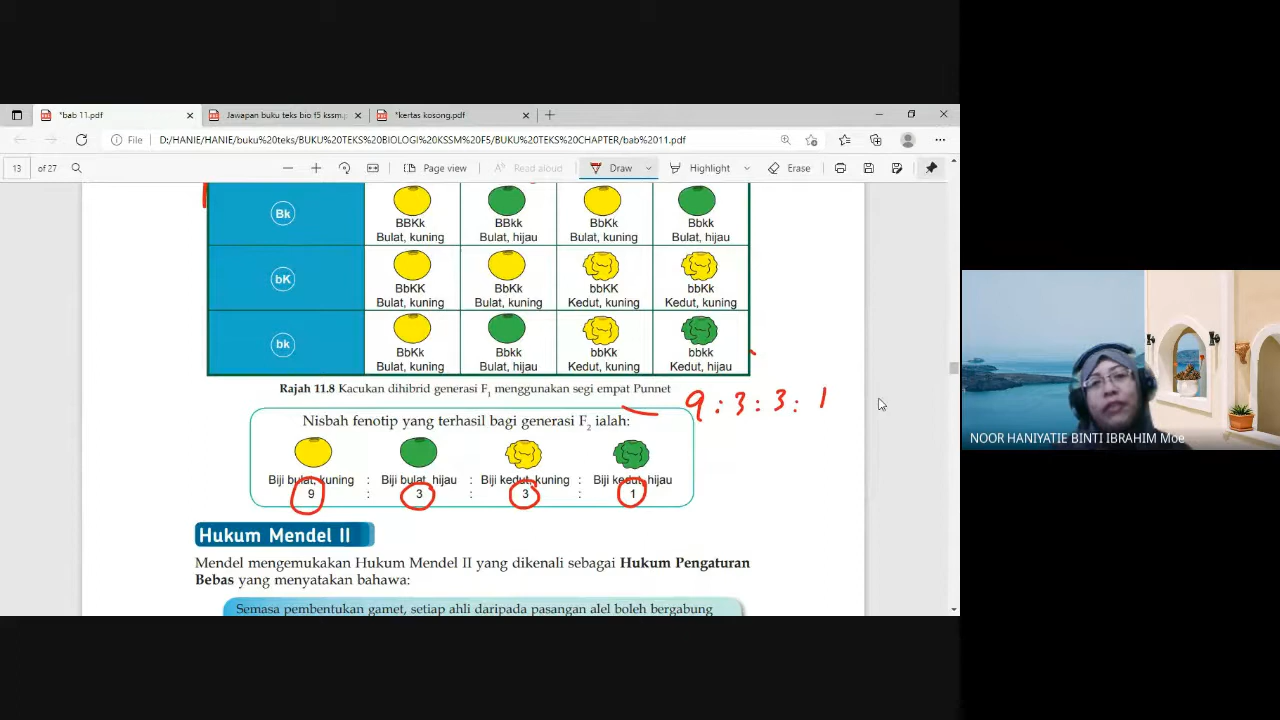 *bab 11.pdf
Jawapan buku teks bio f5 kssm.p
*kertas kosong.pdf
File
D:/HANIE/HANIE/buku%20teks/BUKU%20TEKS%20BIOLOGI%20KSSM%20F5/BUKU%20TEKS%20CHAPTER/bab%2011.pdf
13 of 27
Page view
Read aloud
Draw
Highlight
Erase
Bk
BBKk BBkk BbKk Bbkk
Bulat, kuning Bulat, hijau Bulat, kuning Bulat, hijau
bK
BbKK BbKk bbKK bbKk
Bulat, kuning Bulat, kuning Kedut, kuning Kedut, kuning
bk
BbKk Bbkk bbKk bbkk
Bulat, kuning Bulat, hijau Kedut, kuning Kedut, hijau
Rajah 11.8 Kacukan dihibrid generasi F1 menggunakan segi empat Punnet
9 : 3 : 3 : 1
Nisbah fenotip yang terhasil bagi generasi F2 ialah:
Biji bulat, kuning : Biji bulat, hijau : Biji kedut, kuning : Biji kedut, hijau
9 : 3 : 3 : 1
Hukum Mendel II
Mendel mengemukakan Hukum Mendel II yang dikenali sebagai Hukum Pengaturan
Bebas yang menyatakan bahawa:
Semasa pembentukan gamet, setiap ahli daripada pasangan alel boleh bergabung
NOOR HANIYATIE BINTI IBRAHIM Moe